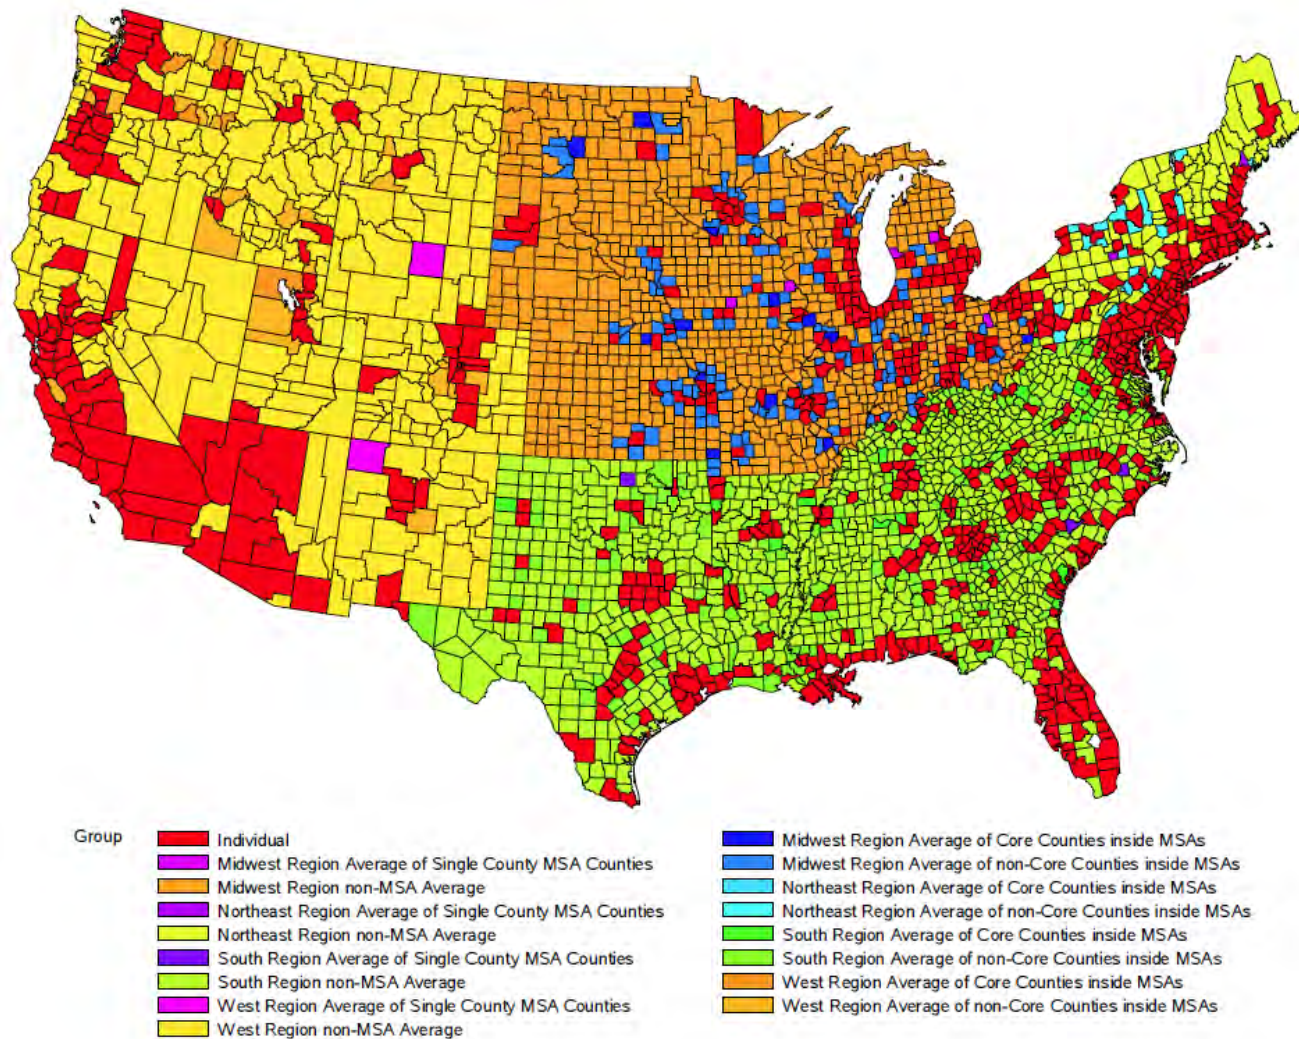 Group
Individual
Midwest Region Average of Single County MSA Counties
Midwest Region non-MSA Average
Northeast Region Average of Single County MSA Counties
Northeast Region non-MSA Average
South Region Average of Single County MSA Counties
South Region non-MSA Average
West Region Average of Single County MSA Counties
West Region non-MSA Average
Midwest Region Average of Core Counties inside MSAs
Midwest Region Average of non-Core Counties inside MSAs
Northeast Region Average of Core Counties inside MSAs
Northeast Region Average of non-Core Counties inside MSAs
South Region Average of Core Counties inside MSAs
South Region Average of non-Core Counties inside MSAs
West Region Average of Core Counties inside MSAs
West Region Average of non-Core Counties inside MSAs